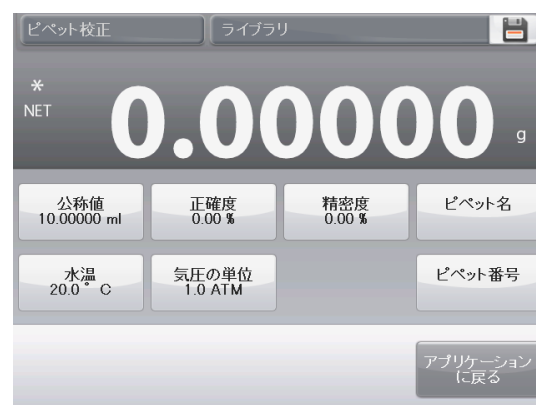 ピペット校正
ライブラリ
*
NET
0.00000 g
公称値
10.00000 ml
正確度
0.00 %
精密度
0.00 %
ピペット名
水温
20.0° C
気圧の単位
1.0 ATM
ピペット番号
アプリケーション
に戻る